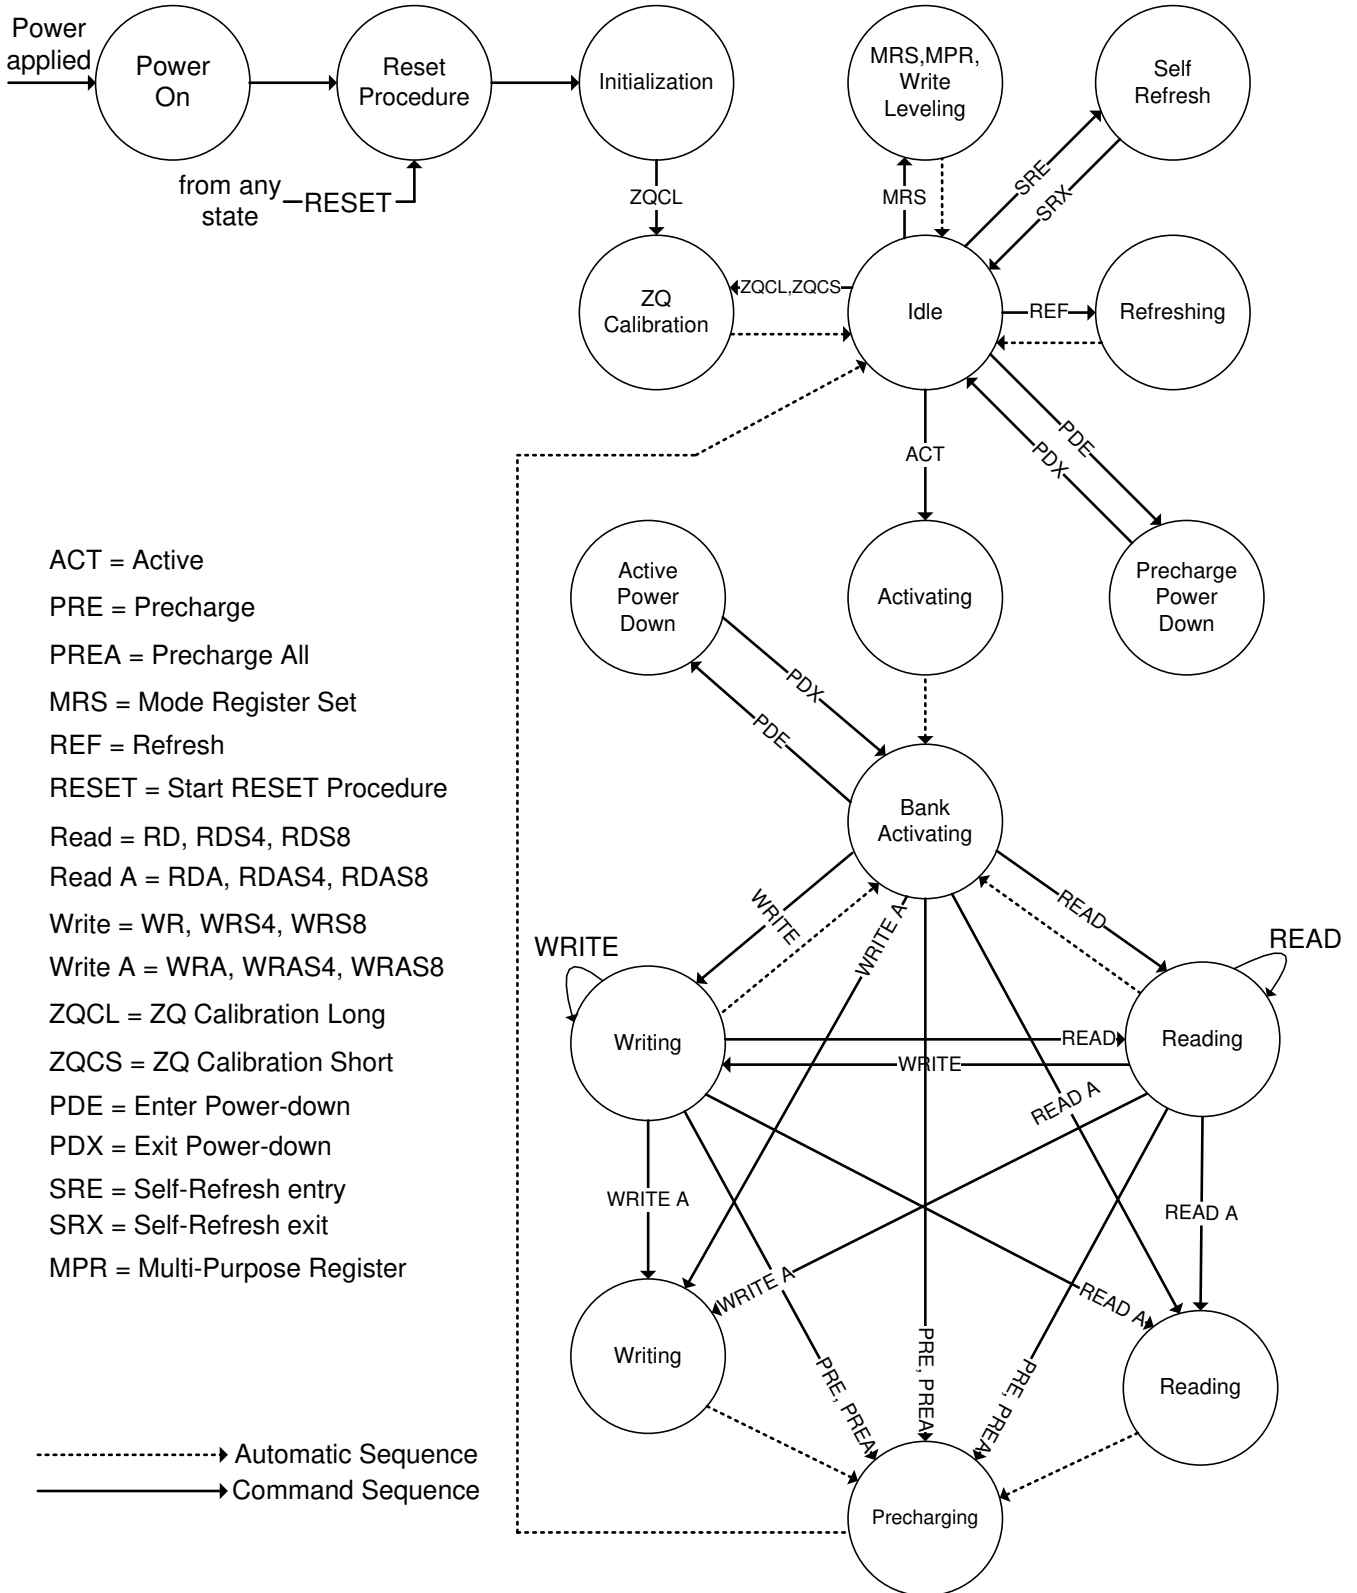 Power
applied
Power
On
Reset
Procedure
Initialization
MRS,MPR,
Write
Leveling
Self
Refresh
from any
state
RESET
ZQCL
MRS
SRE
SRX
ZQ
Calibration
ZQCL,ZQCS
Idle
REF
Refreshing
ACT
PDE
PDX
Active
Power
Down
Activating
Precharge
Power
Down
PDX
PDE
Bank
Activating
WRITE
WRITE A
READ
WRITE
READ
Writing
READ
Reading
WRITE
READ A
WRITE A
READ A
WRITE A
READ A
PRE, PREA
PRE, PREA
PRE, PREA
Writing
Reading
Precharging
ACT = Active
PRE = Precharge
PREA = Precharge All
MRS = Mode Register Set
REF = Refresh
RESET = Start RESET Procedure
Read = RD, RDS4, RDS8
Read A = RDA, RDAS4, RDAS8
Write = WR, WRS4, WRS8
Write A = WRA, WRAS4, WRAS8
ZQCL = ZQ Calibration Long
ZQCS = ZQ Calibration Short
PDE = Enter Power-down
PDX = Exit Power-down
SRE = Self-Refresh entry
SRX = Self-Refresh exit
MPR = Multi-Purpose Register
Automatic Sequence
Command Sequence